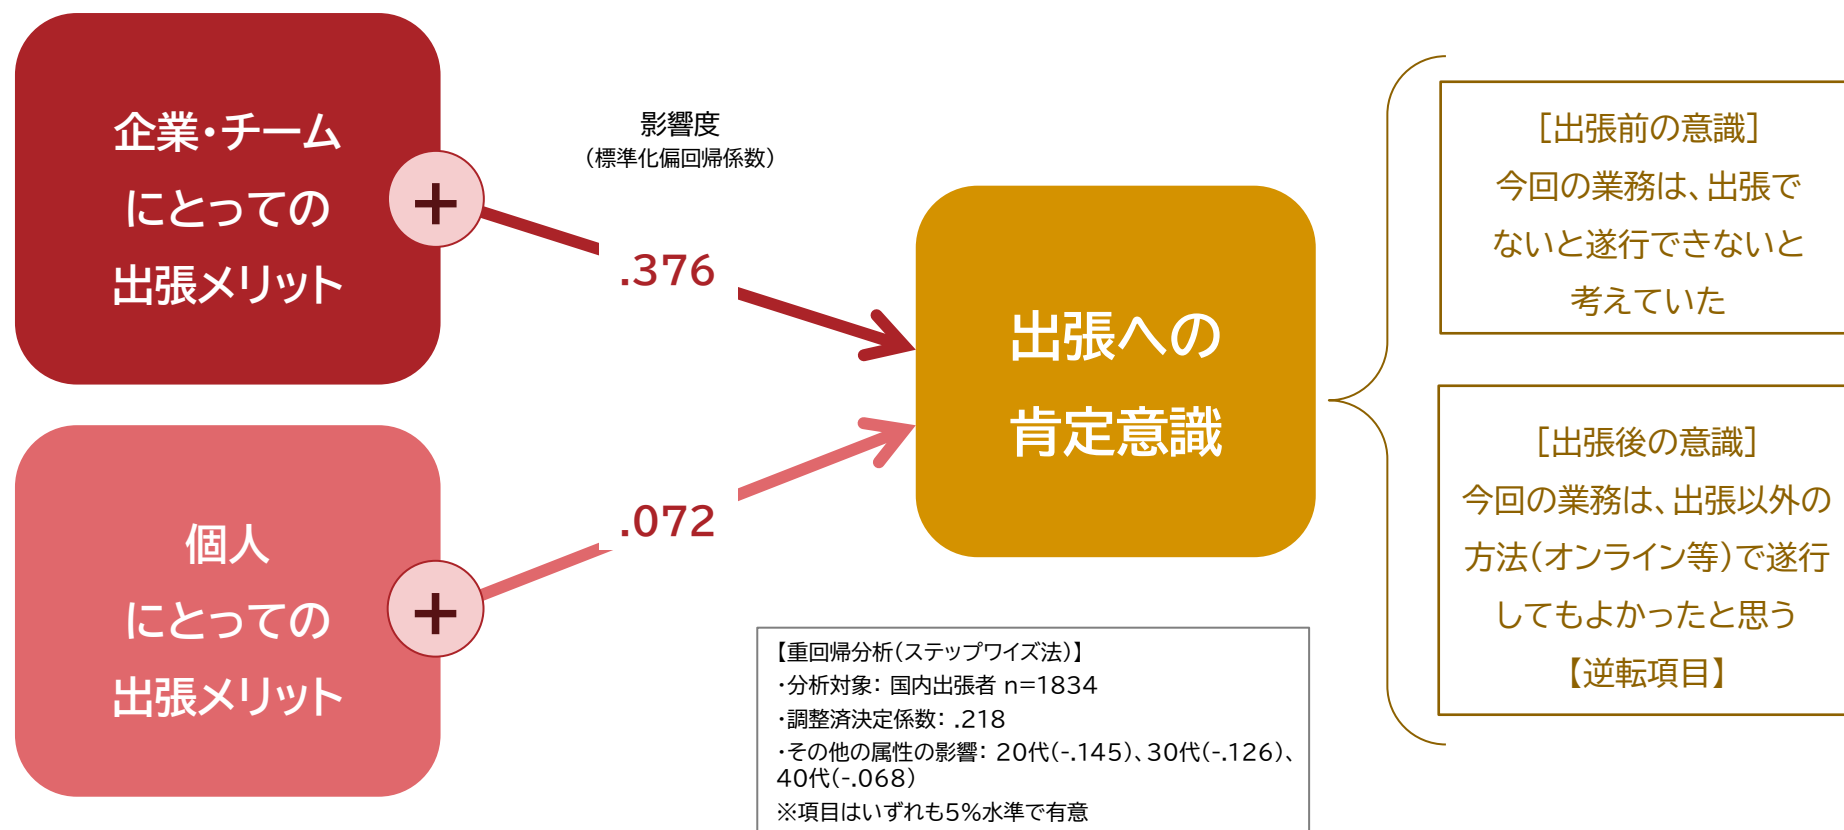 企業・チーム
にとっての
出張メリット
+
影響度
（標準化偏回帰係数）
.376
個人
にとっての
出張メリット
+
.072
出張への
肯定意識
［出張前の意識］
今回の業務は、出張で
ないと遂行できないと
考えていた
［出張後の意識］
今回の業務は、出張以外の
方法（オンライン等）で遂行
してもよかったと思う
【逆転項目】
【重回帰分析（ステップワイズ法）】
・分析対象： 国内出張者 n=1834
・調整済決定係数： .218
・その他の属性の影響： 20代（-.145）、30代（-.126）、
40代（-.068）
※項目はいずれも5%水準で有意